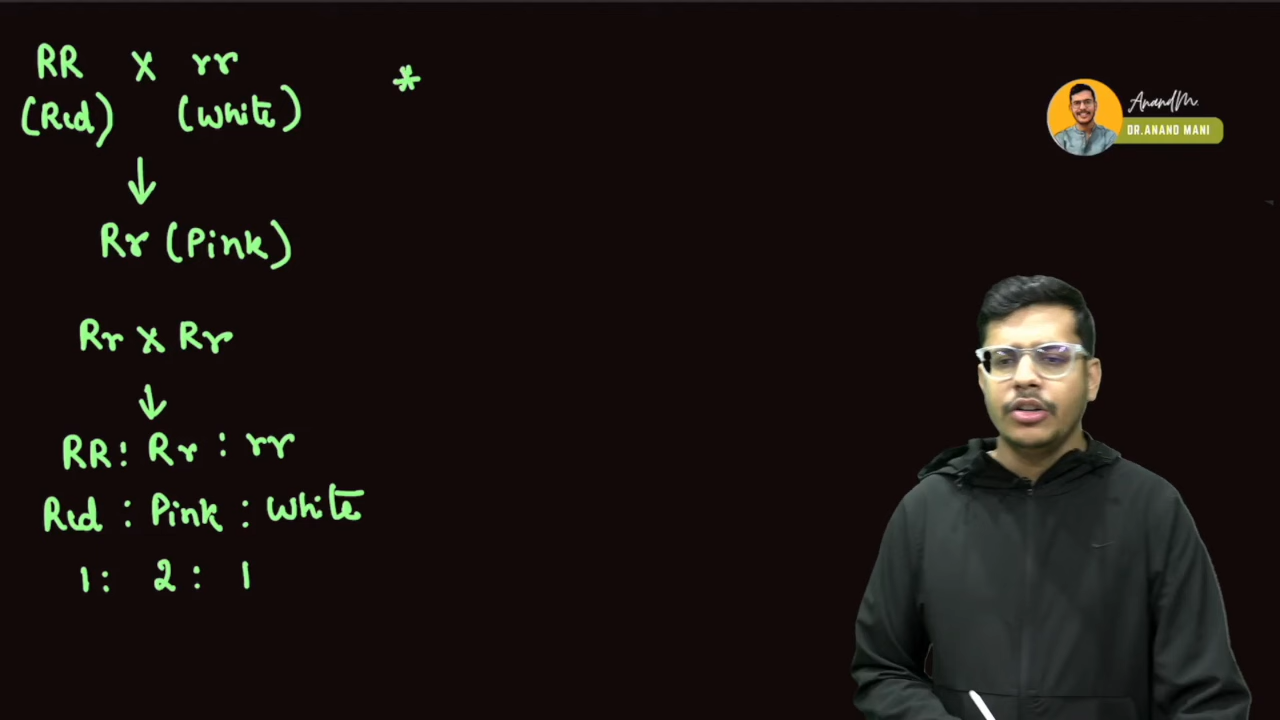 RR X rr *
(Red) (White)
↓
Rr (Pink)
Rr x Rr
↓
RR : Rr : rr
Red : Pink : White
1 : 2 : 1
AnandM.
DR.ANAND MANI